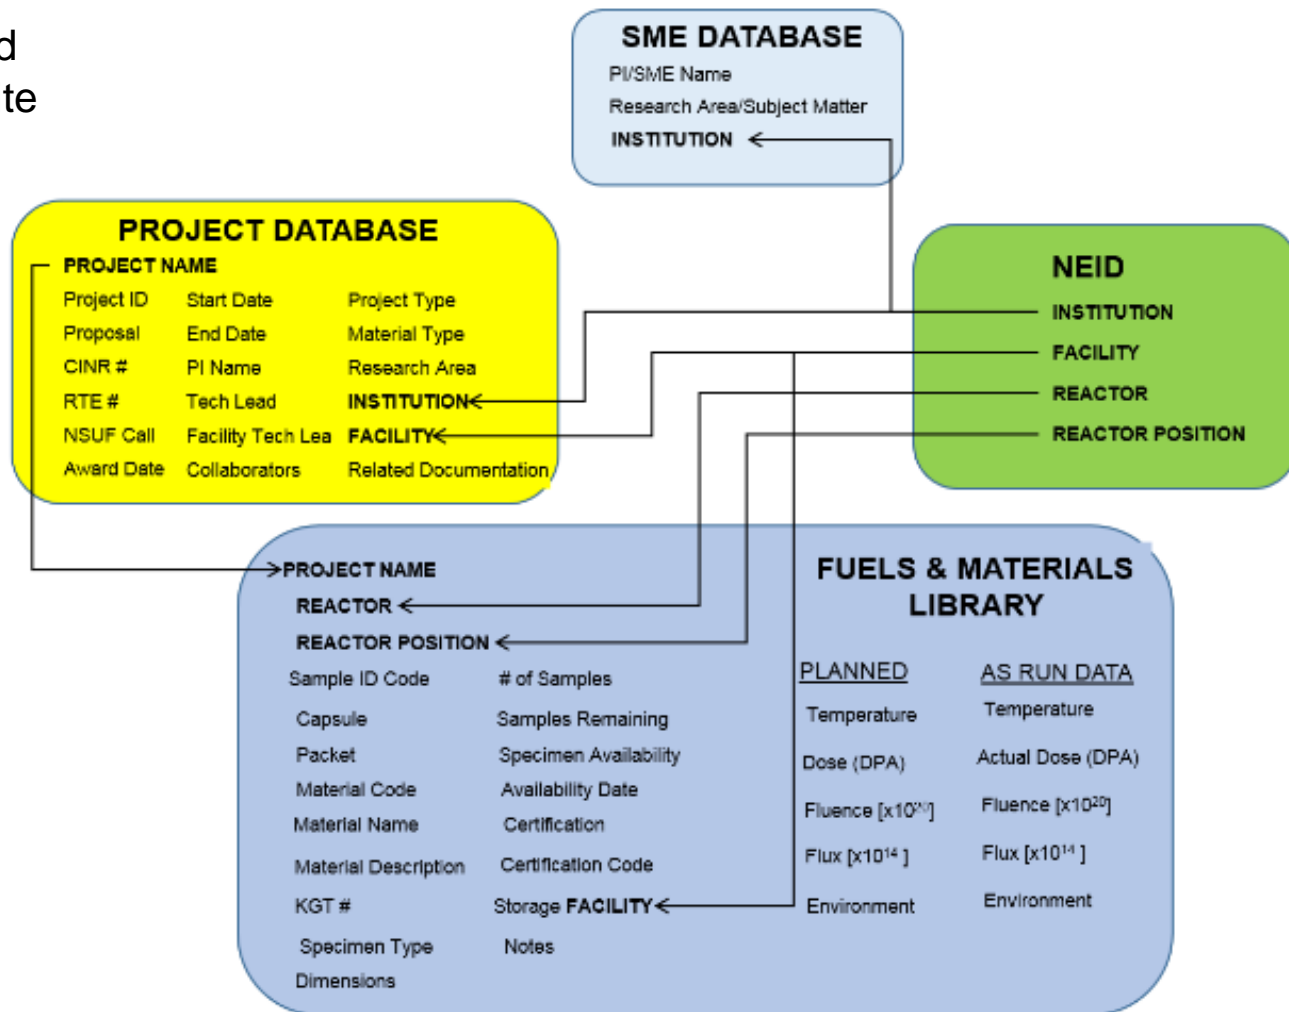 d
te
SME DATABASE
PI/SME Name
Research Area/Subject Matter
INSTITUTION
PROJECT DATABASE
PROJECT NAME
Project ID Start Date Project Type
Proposal End Date Material Type
CINR # PI Name Research Area
RTE # Tech Lead INSTITUTION
NSUF Call Facility Tech Lea FACILITY
Award Date Collaborators Related Documentation
NEID
INSTITUTION
FACILITY
REACTOR
REACTOR POSITION
FUELS & MATERIALS
LIBRARY
PROJECT NAME
REACTOR
REACTOR POSITION
Sample ID Code # of Samples
Capsule Samples Remaining
Packet Specimen Availability
Material Code Availability Date
Material Name Certification
Material Description Certification Code
KGT # Storage FACILITY
Specimen Type Notes
Dimensions
PLANNED AS RUN DATA
Temperature Temperature
Dose (DPA) Actual Dose (DPA)
Fluence [x10²⁰] Fluence [x10²⁰]
Flux [x10¹⁴ ] Flux [x10¹⁴ ]
Environment Environment